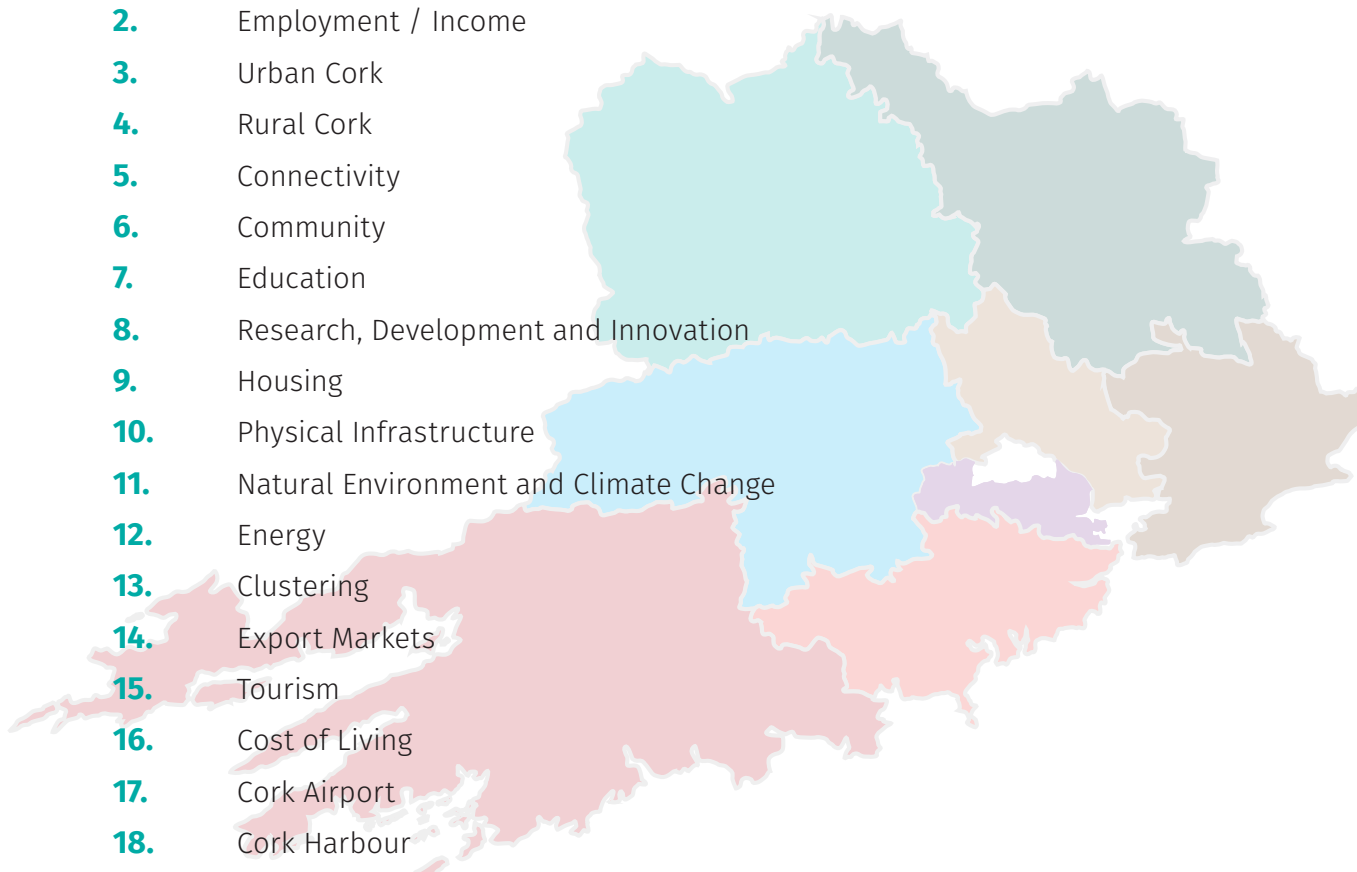 2. Employment / Income
3. Urban Cork
4. Rural Cork
5. Connectivity
6. Community
7. Education
8. Research, Development and Innovation
9. Housing
10. Physical Infrastructure
11. Natural Environment and Climate Change
12. Energy
13. Clustering
14. Export Markets
15. Tourism
16. Cost of Living
17. Cork Airport
18. Cork Harbour